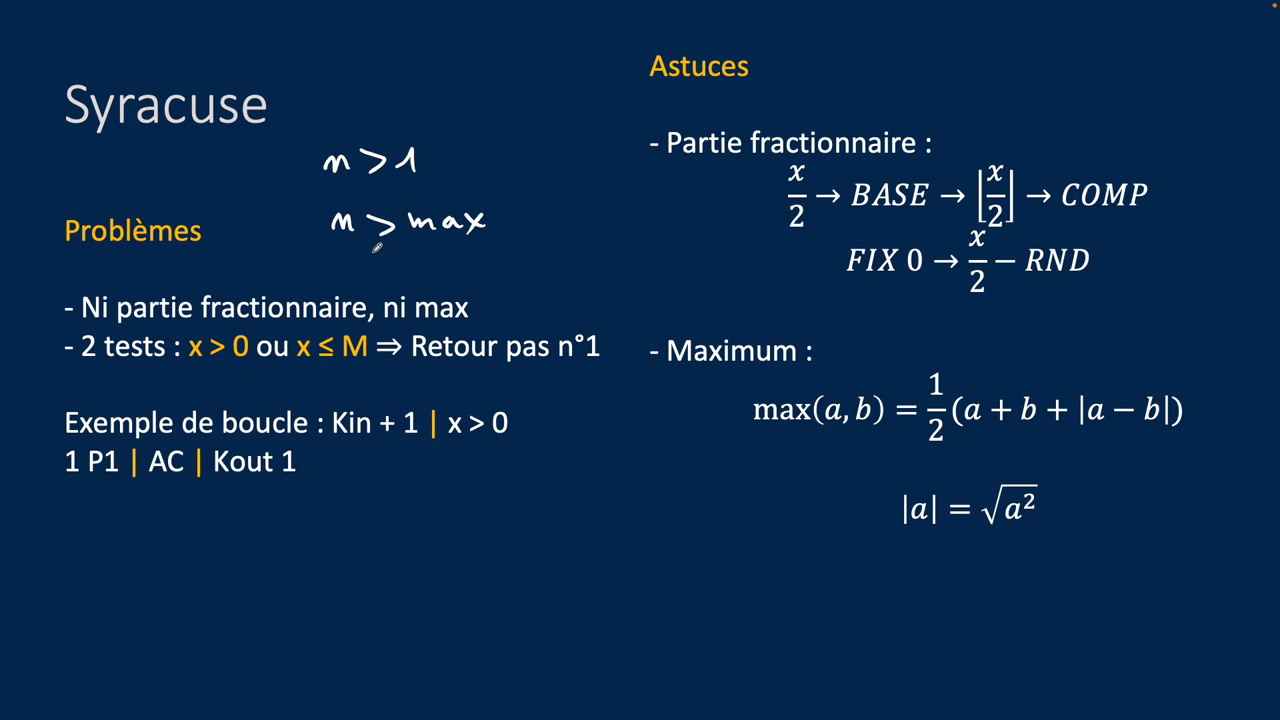 Syracuse
n > 1
n > max
Problèmes
- Ni partie fractionnaire, ni max
- 2 tests : x > 0 ou x ≤ M ⇒ Retour pas n°1
Exemple de boucle : Kin + 1 | x > 0
1 P1 | AC | Kout 1
Astuces
- Partie fractionnaire :
x/2 → BASE → ⌊x/2⌋ → COMP
FIX 0 → x/2 − RND
- Maximum :
max(a, b) = 1/2 (a + b + |a − b|)
|a| = √a²